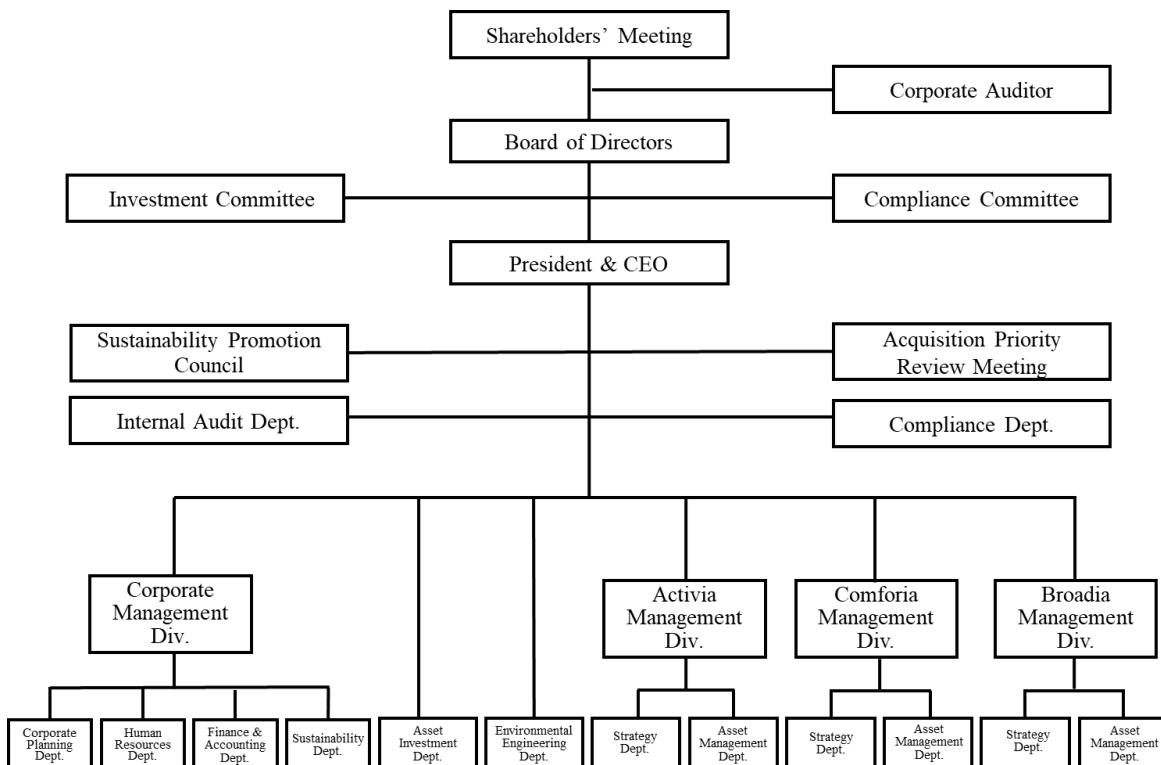 Shareholders’ Meeting
Corporate Auditor
Board of Directors
Investment Committee
Compliance Committee
President & CEO
Sustainability Promotion
Council
Acquisition Priority
Review Meeting
Internal Audit Dept.
Compliance Dept.
Corporate
Management
Div.
Activia
Management
Div.
Comforia
Management
Div.
Broadia
Management
Div.
Corporate
Planning
Dept.
Human
Resources
Dept.
Finance &
Accounting
Dept.
Sustainability
Dept.
Asset
Investment
Dept.
Environmental
Engineering
Dept.
Strategy
Dept.
Asset
Management
Dept.
Strategy
Dept.
Asset
Management
Dept.
Strategy
Dept.
Asset
Management
Dept.